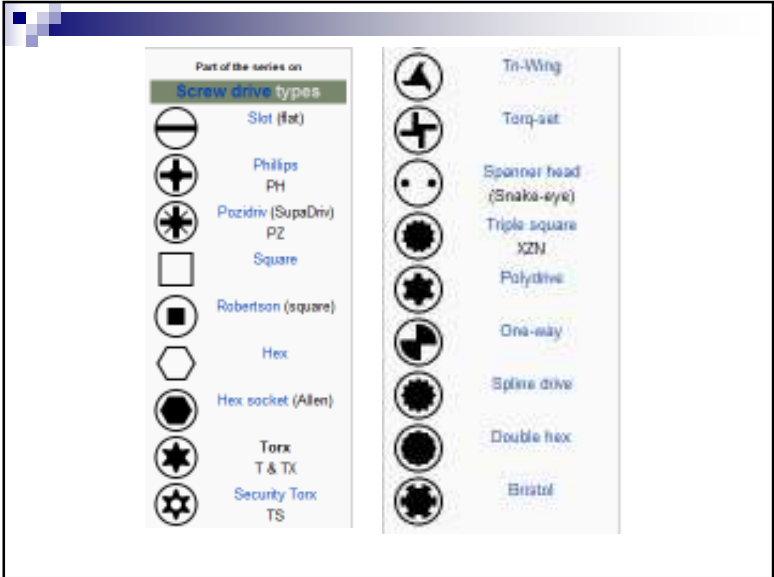 Part of the series on
Screw drive types
Slot (flat)
Phillips
PH
Pozidriv (SupaDriv)
PZ
Square
Robertson (square)
Hex
Hex socket (Allen)
Torx
T & TX
Security Torx
TS
Tri-Wing
Torq-set
Spanner head
(Snake-eye)
Triple square
XZN
Polydrive
One-way
Spline drive
Double hex
Bristol